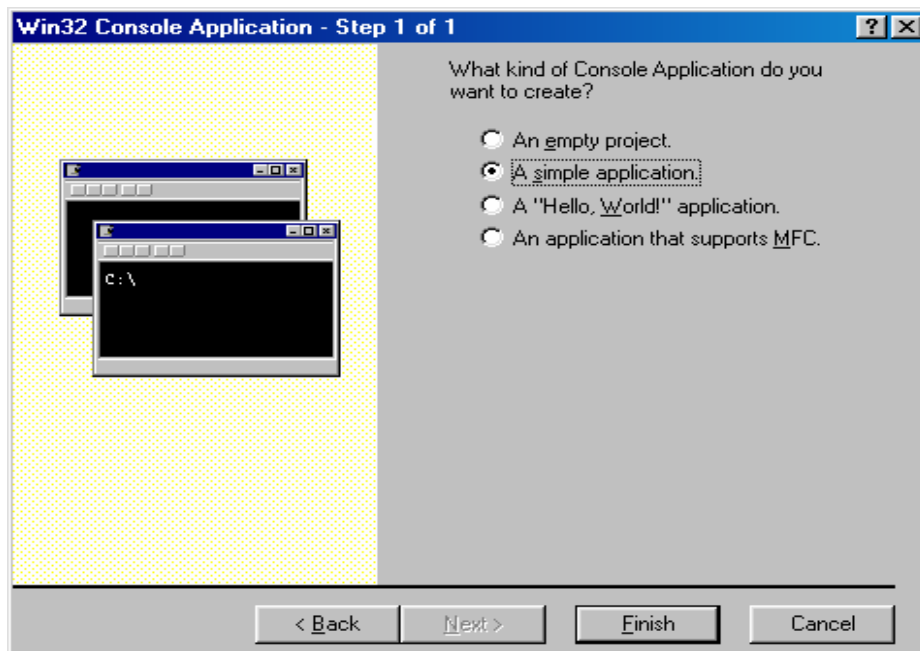 Win32 Console Application - Step 1 of 1
What kind of Console Application do you
want to create?
An empty project.
A simple application.
A "Hello, World!" application.
An application that supports MFC.
C:\
< Back
Next >
Finish
Cancel